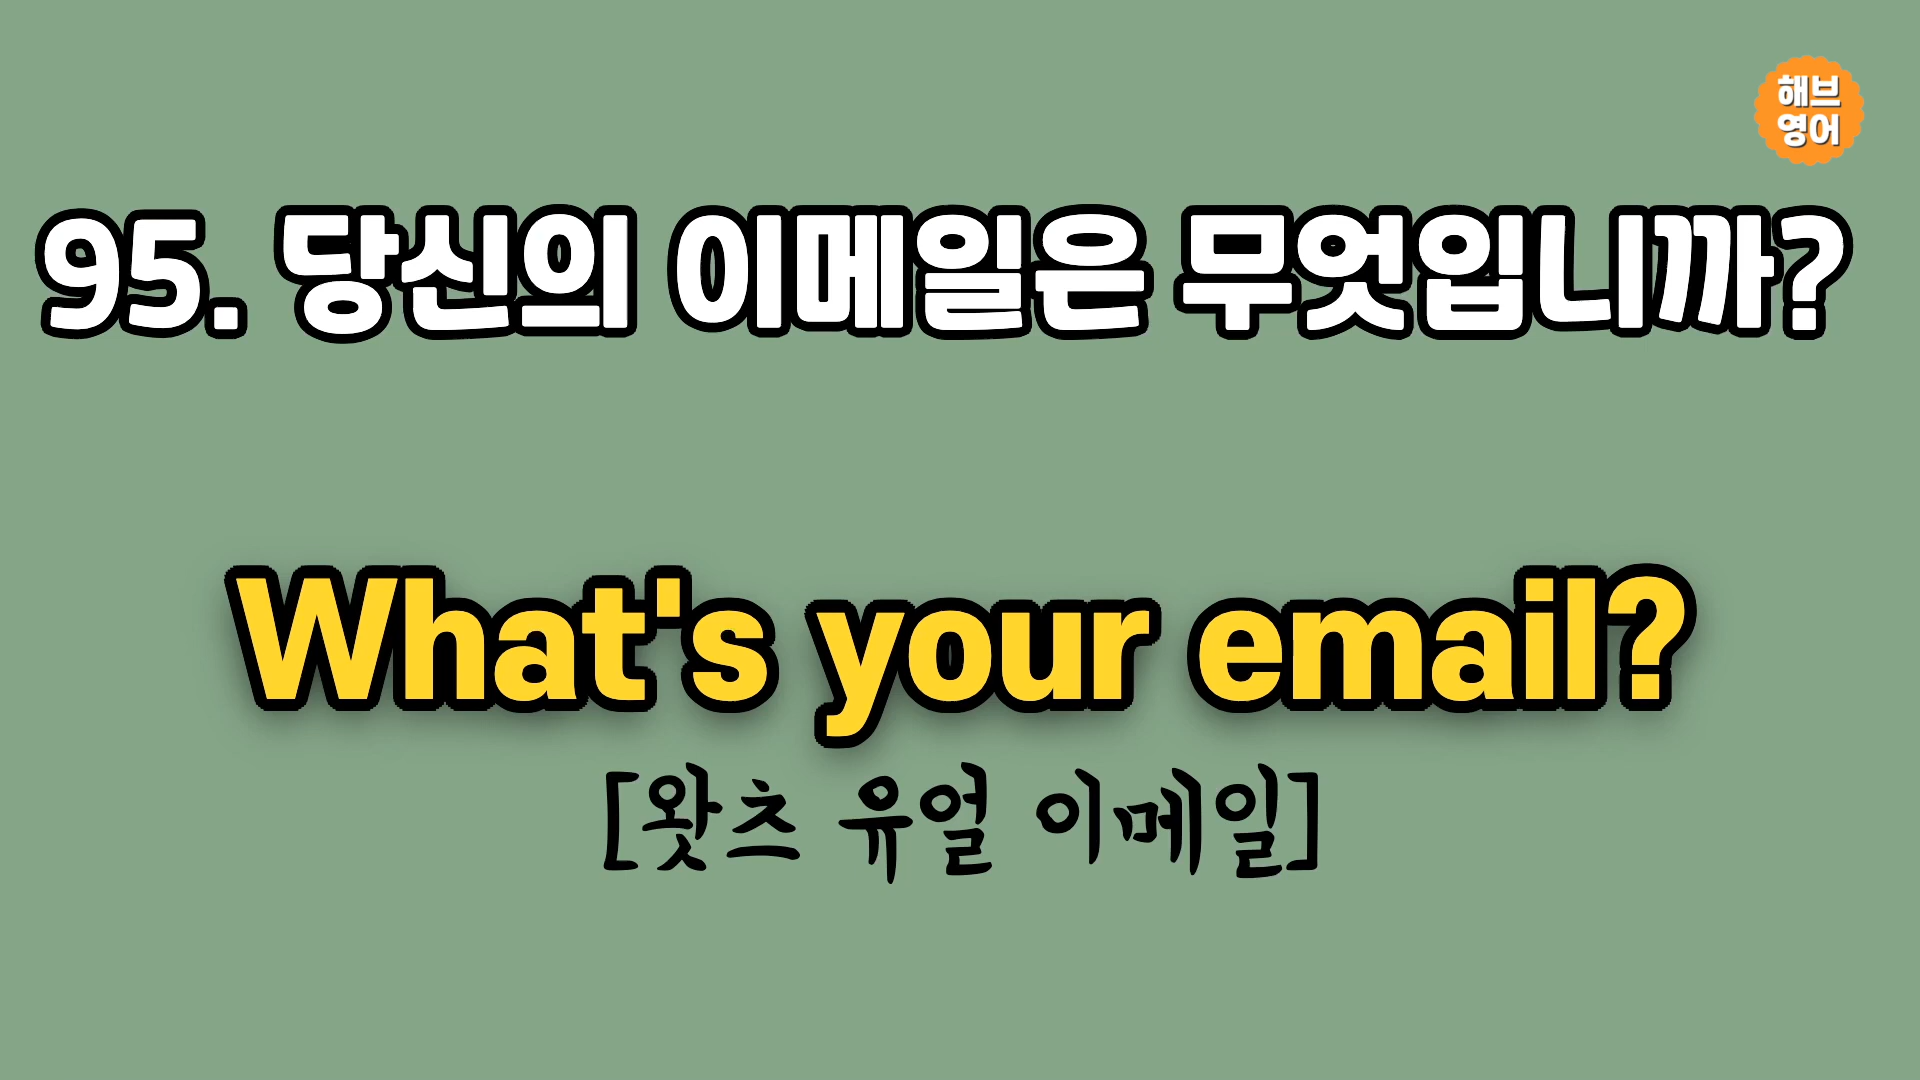 해브
영어
95. 당신의 이메일은 무엇입니까?
What's your email?
[왓츠 유얼 이메일]